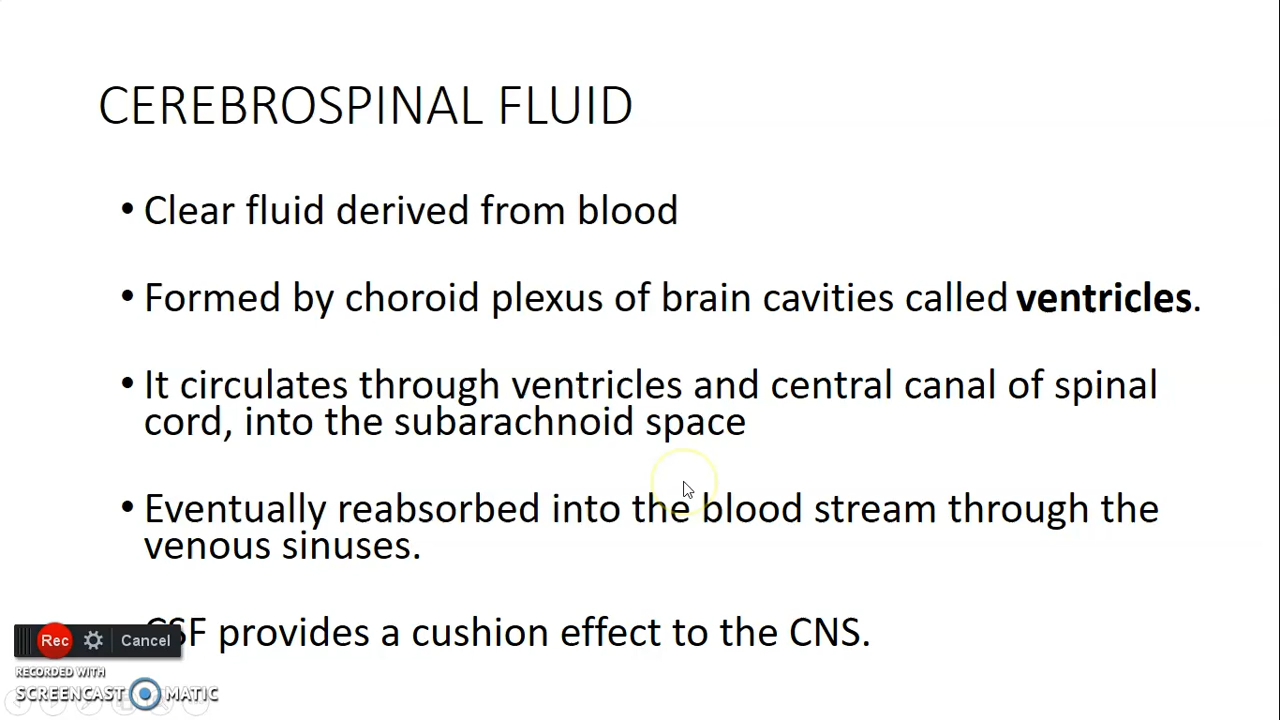 CEREBROSPINAL FLUID
• Clear fluid derived from blood
• Formed by choroid plexus of brain cavities called ventricles.
• It circulates through ventricles and central canal of spinal
cord, into the subarachnoid space
• Eventually reabsorbed into the blood stream through the
venous sinuses.
CSF provides a cushion effect to the CNS.
Rec
Cancel
RECORDED WITH
SCREENCAST MATIC